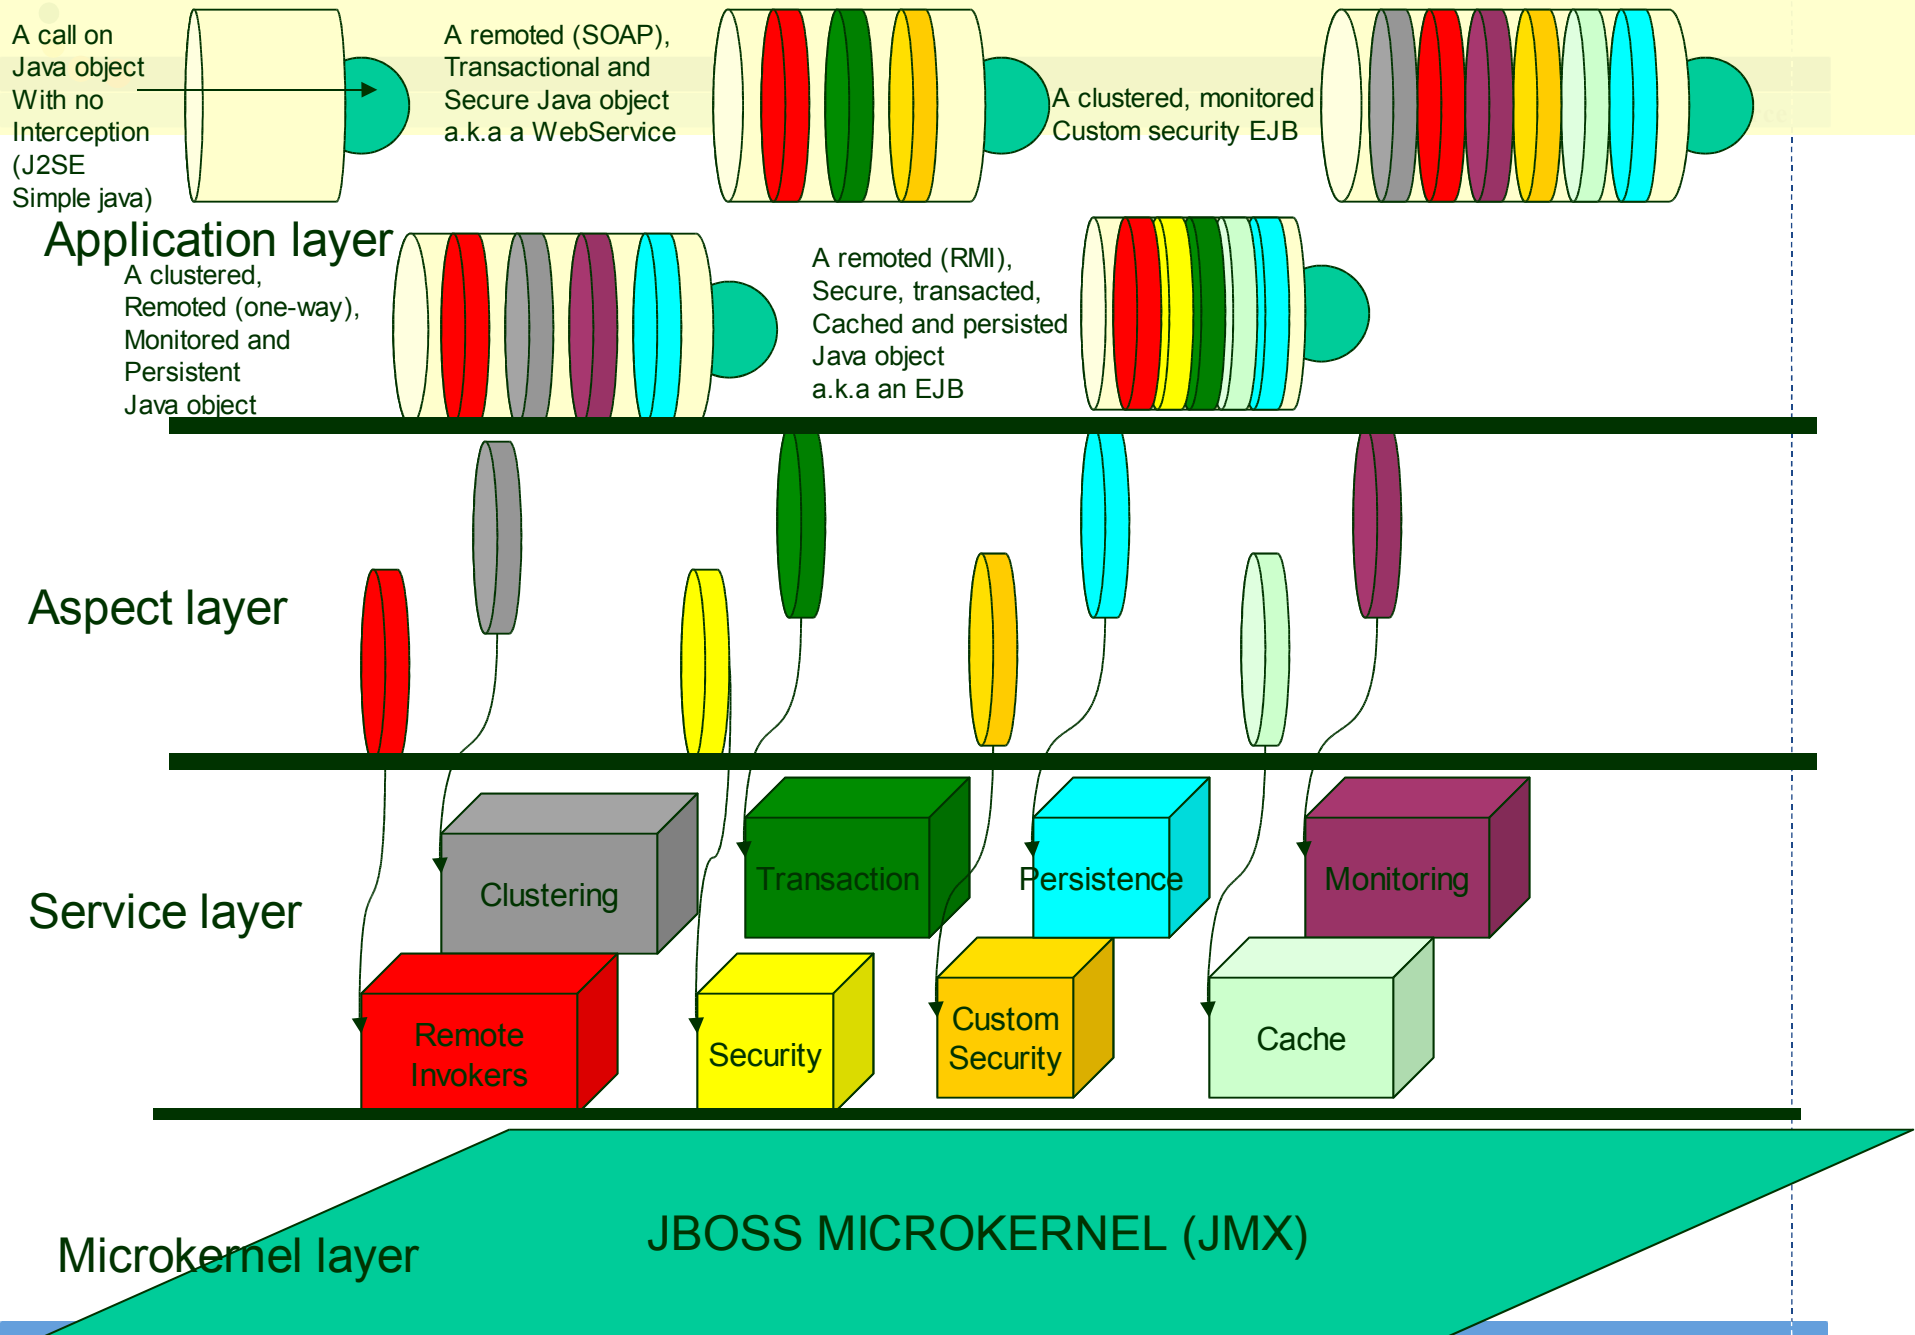 A call on
Java object
With no
Interception
(J2SE
Simple java)
A remoted (SOAP),
Transactional and
Secure Java object
a.k.a a WebService
A clustered, monitored
Custom security EJB
Application layer
A clustered,
Remoted (one-way),
Monitored and
Persistent
Java object
A remoted (RMI),
Secure, transacted,
Cached and persisted
Java object
a.k.a an EJB
Aspect layer
Service layer
Clustering
Transaction
Persistence
Monitoring
Remote
Invokers
Security
Custom
Security
Cache
Microkernel layer
JBOSS MICROKERNEL (JMX)